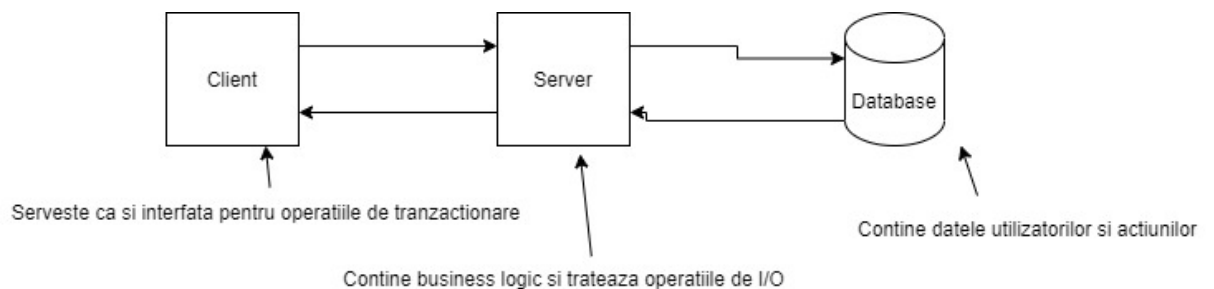 Client
Server
Database
Serveste ca si interfata pentru operatiile de tranzactionare
Contine datele utilizatorilor si actiunilor
Contine business logic si trateaza operatiile de I/O